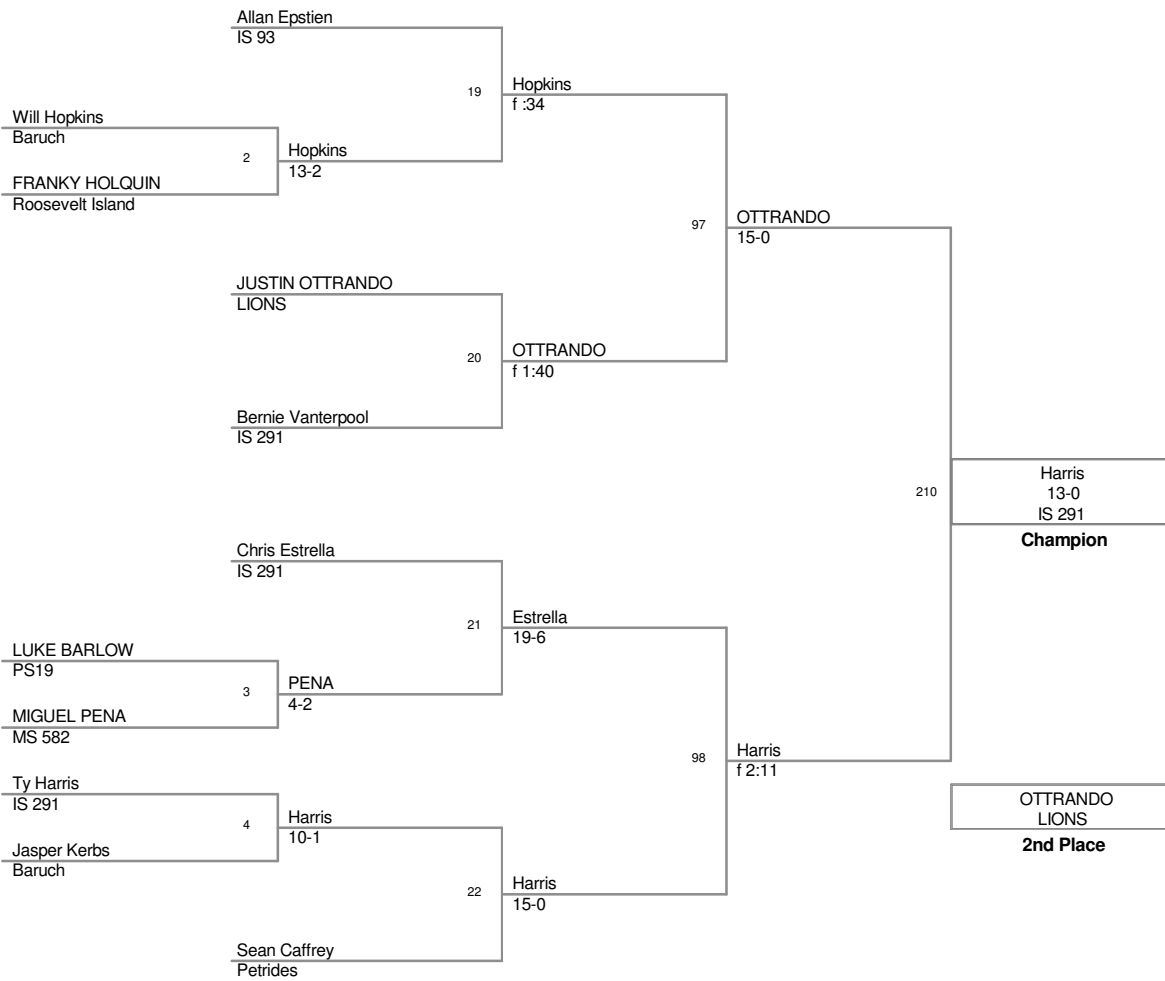 Allan Epstien
IS 93
19
Hopkins
f :34
Will Hopkins
Baruch
2
Hopkins
13-2
FRANKY HOLQUIN
Roosevelt Island
97
OTTRANDO
15-0
JUSTIN OTTRANDO
LIONS
20
OTTRANDO
f 1:40
Bernie Vanterpool
IS 291
210
Harris
13-0
IS 291
Champion
Chris Estrella
IS 291
21
Estrella
19-6
LUKE BARLOW
PS19
3
PENA
4-2
MIGUEL PENA
MS 582
98
Harris
f 2:11
Ty Harris
IS 291
4
Harris
10-1
Jasper Kerbs
Baruch
22
Harris
15-0
Sean Caffrey
Petrides
OTTRANDO
LIONS
2nd Place